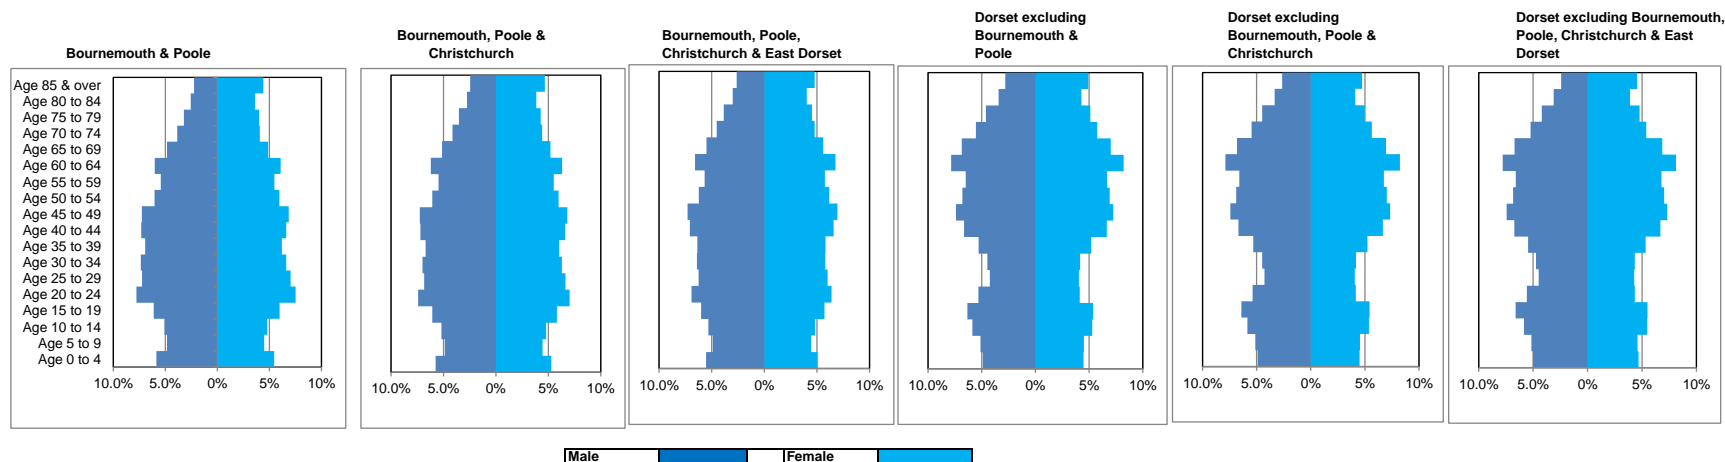 Bournemouth & Poole
Age 85 & over
Age 80 to 84
Age 75 to 79
Age 70 to 74
Age 65 to 69
Age 60 to 64
Age 55 to 59
Age 50 to 54
Age 45 to 49
Age 40 to 44
Age 35 to 39
Age 30 to 34
Age 25 to 29
Age 20 to 24
Age 15 to 19
Age 10 to 14
Age 5 to 9
Age 0 to 4
10.0% 5.0% 0% 5% 10%
Bournemouth, Poole &
Christchurch
10.0% 5.0% 0% 5% 10%
Bournemouth, Poole,
Christchurch & East Dorset
10.0% 5.0% 0% 5% 10%
Dorset excluding
Bournemouth &
Poole
10.0% 5.0% 0% 5% 10%
Dorset excluding
Bournemouth, Poole &
Christchurch
10.0% 5.0% 0% 5% 10%
Dorset excluding Bournemouth,
Poole, Christchurch & East
Dorset
10.0% 5.0% 0% 5% 10%
Male Female